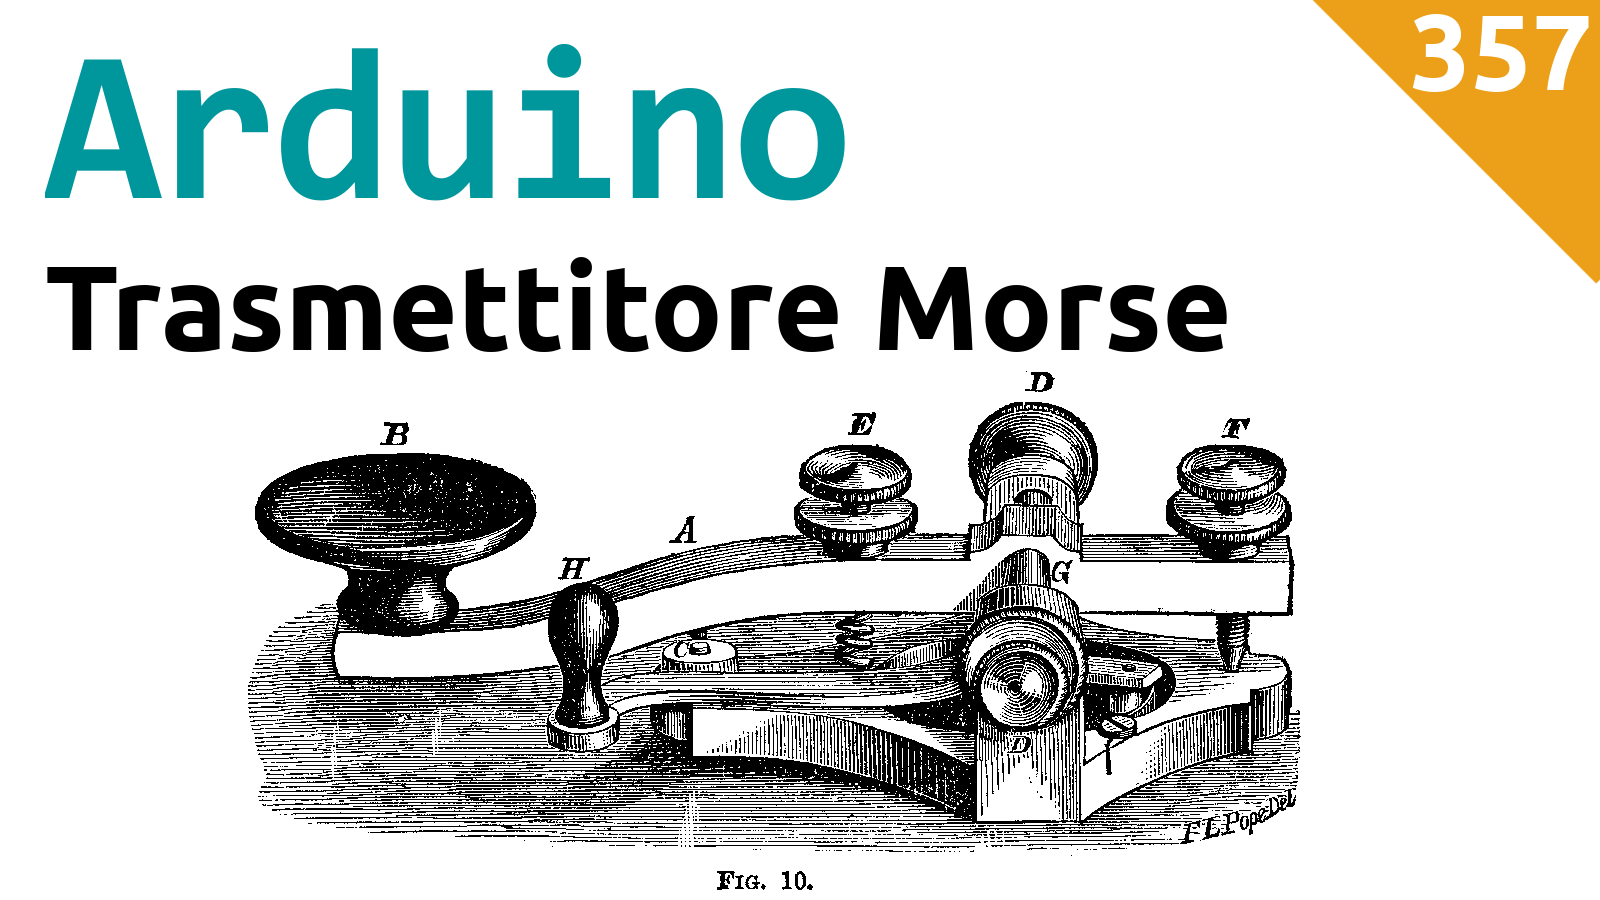 357
Arduino
Trasmettitore Morse
D
B
E
F
A
H
G
C
D
F L Pope Del
Fig. 10.